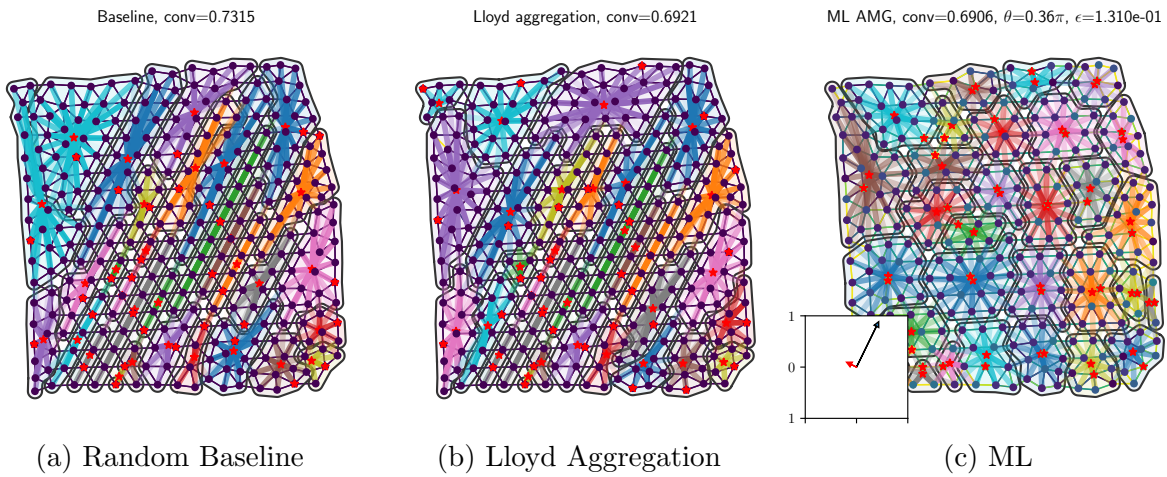 Baseline, conv=0.7315
Lloyd aggregation, conv=0.6921
ML AMG, conv=0.6906, θ=0.36π, ϵ=1.310e-01
1
0
1
(a) Random Baseline
(b) Lloyd Aggregation
(c) ML